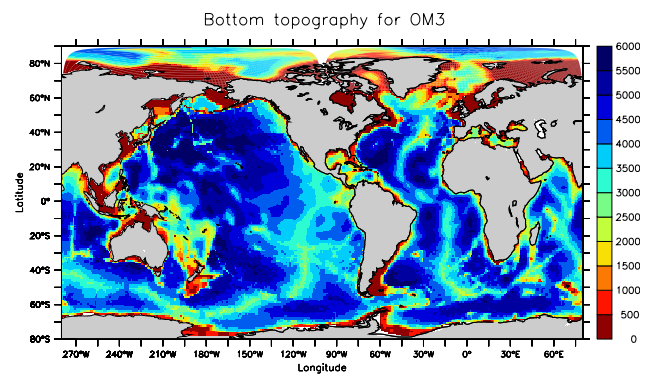 Bottom topography for OM3
80°N
60°N
40°N
20°N
0°
20°S
40°S
60°S
80°S
Latitude
270°W 240°W 210°W 180°W 150°W 120°W 90°W 60°W 30°W 0° 30°E 60°E
Longitude
6000
5500
5000
4500
4000
3500
3000
2500
2000
1500
1000
500
0